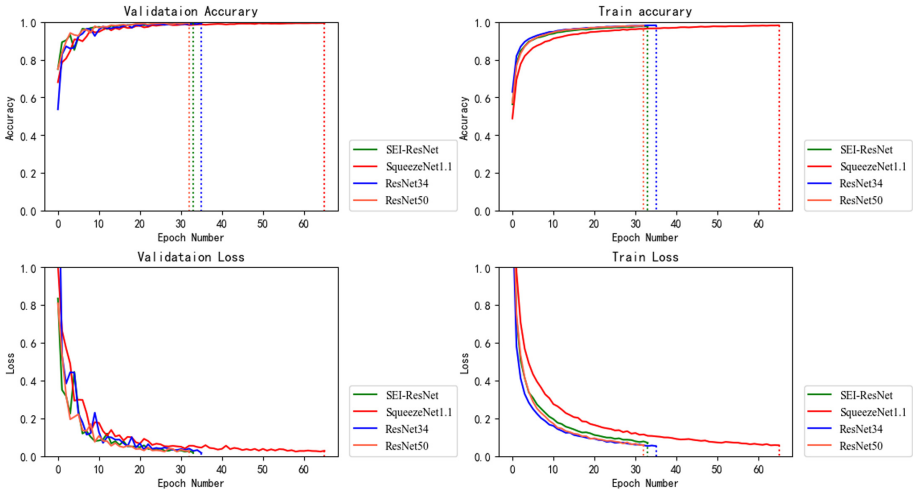 Validataion Accurary
Accuracy
1.0
0.8
0.6
0.4
0.2
0.0
0 10 20 30 40 50 60
Epoch Number
SEI-ResNet
SqueezeNet1.1
ResNet34
ResNet50
Train accurary
Accuracy
1.0
0.8
0.6
0.4
0.2
0.0
0 10 20 30 40 50 60
Epoch Number
SEI-ResNet
SqueezeNet1.1
ResNet34
ResNet50
Validataion Loss
Loss
1.0
0.8
0.6
0.4
0.2
0.0
0 10 20 30 40 50 60
Epoch Number
SEI-ResNet
SqueezeNet1.1
ResNet34
ResNet50
Train Loss
Loss
1.0
0.8
0.6
0.4
0.2
0.0
0 10 20 30 40 50 60
Epoch Number
SEI-ResNet
SqueezeNet1.1
ResNet34
ResNet50